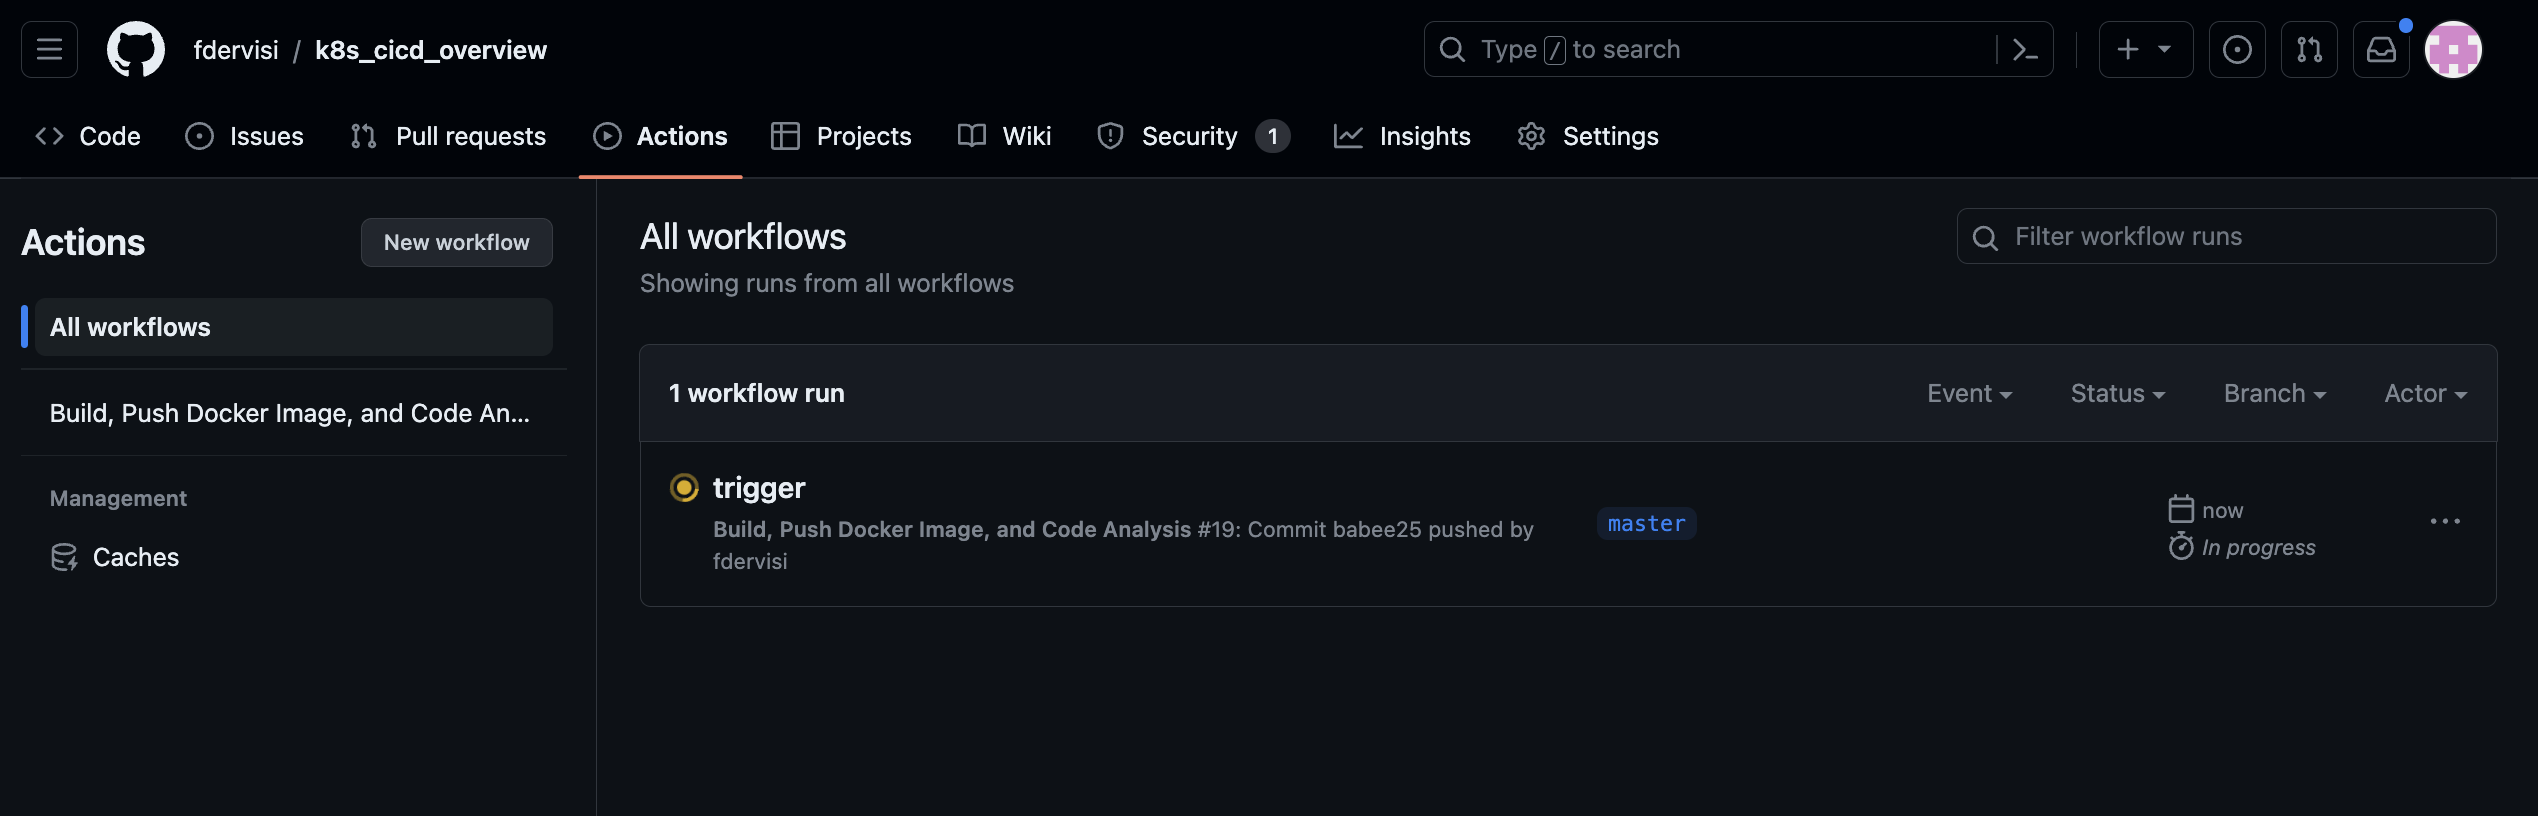 fdervisi / k8s_cicd_overview
Type / to search
Code
Issues
Pull requests
Actions
Projects
Wiki
Security 1
Insights
Settings
Actions
New workflow
All workflows
Build, Push Docker Image, and Code An...
Management
Caches
All workflows
Showing runs from all workflows
Filter workflow runs
1 workflow run
Event
Status
Branch
Actor
trigger
Build, Push Docker Image, and Code Analysis #19: Commit babee25 pushed by
fdervisi
master
now
In progress